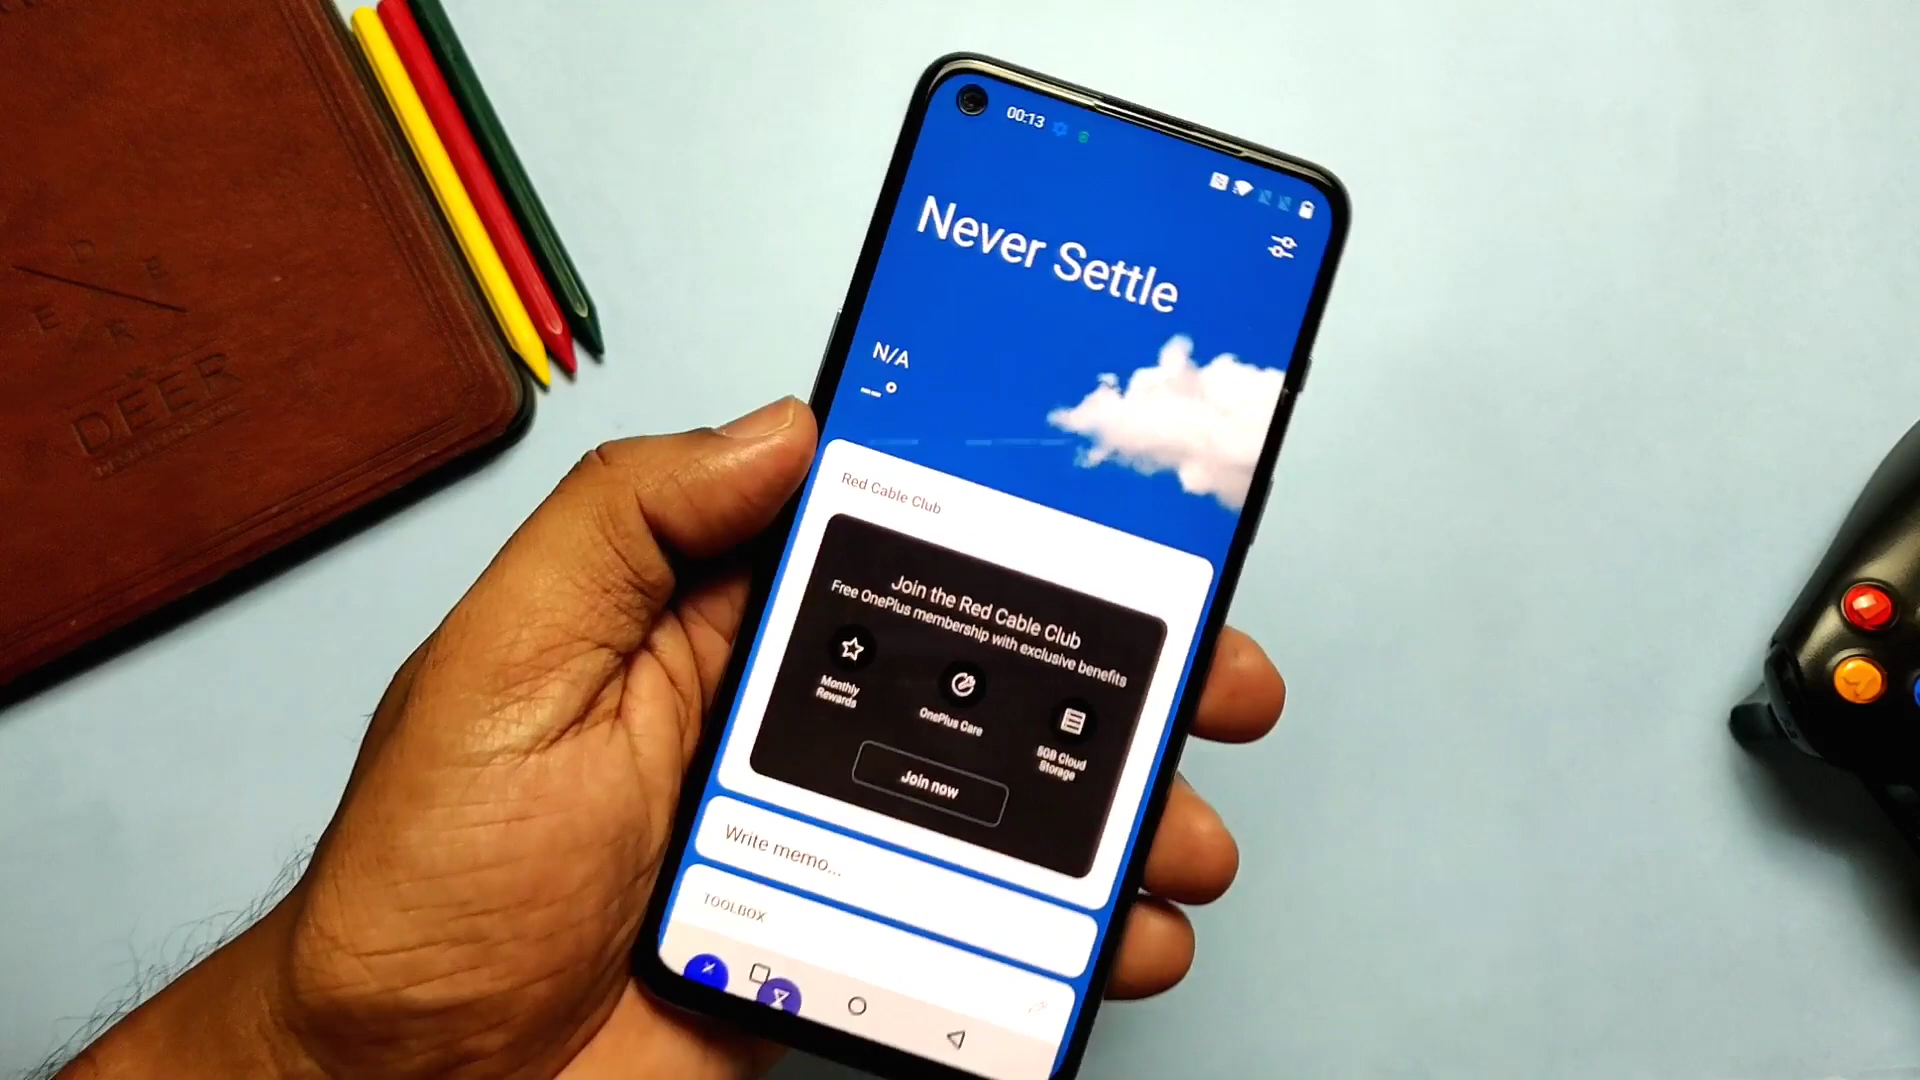 D
E
E
R
DEER
00:13
Never Settle
N/A
--°
Red Cable Club
Join the Red Cable Club
Free OnePlus membership with exclusive benefits
Monthly
Rewards
OnePlus Care
5GB Cloud
Storage
Join now
Write memo...
TOOLBOX